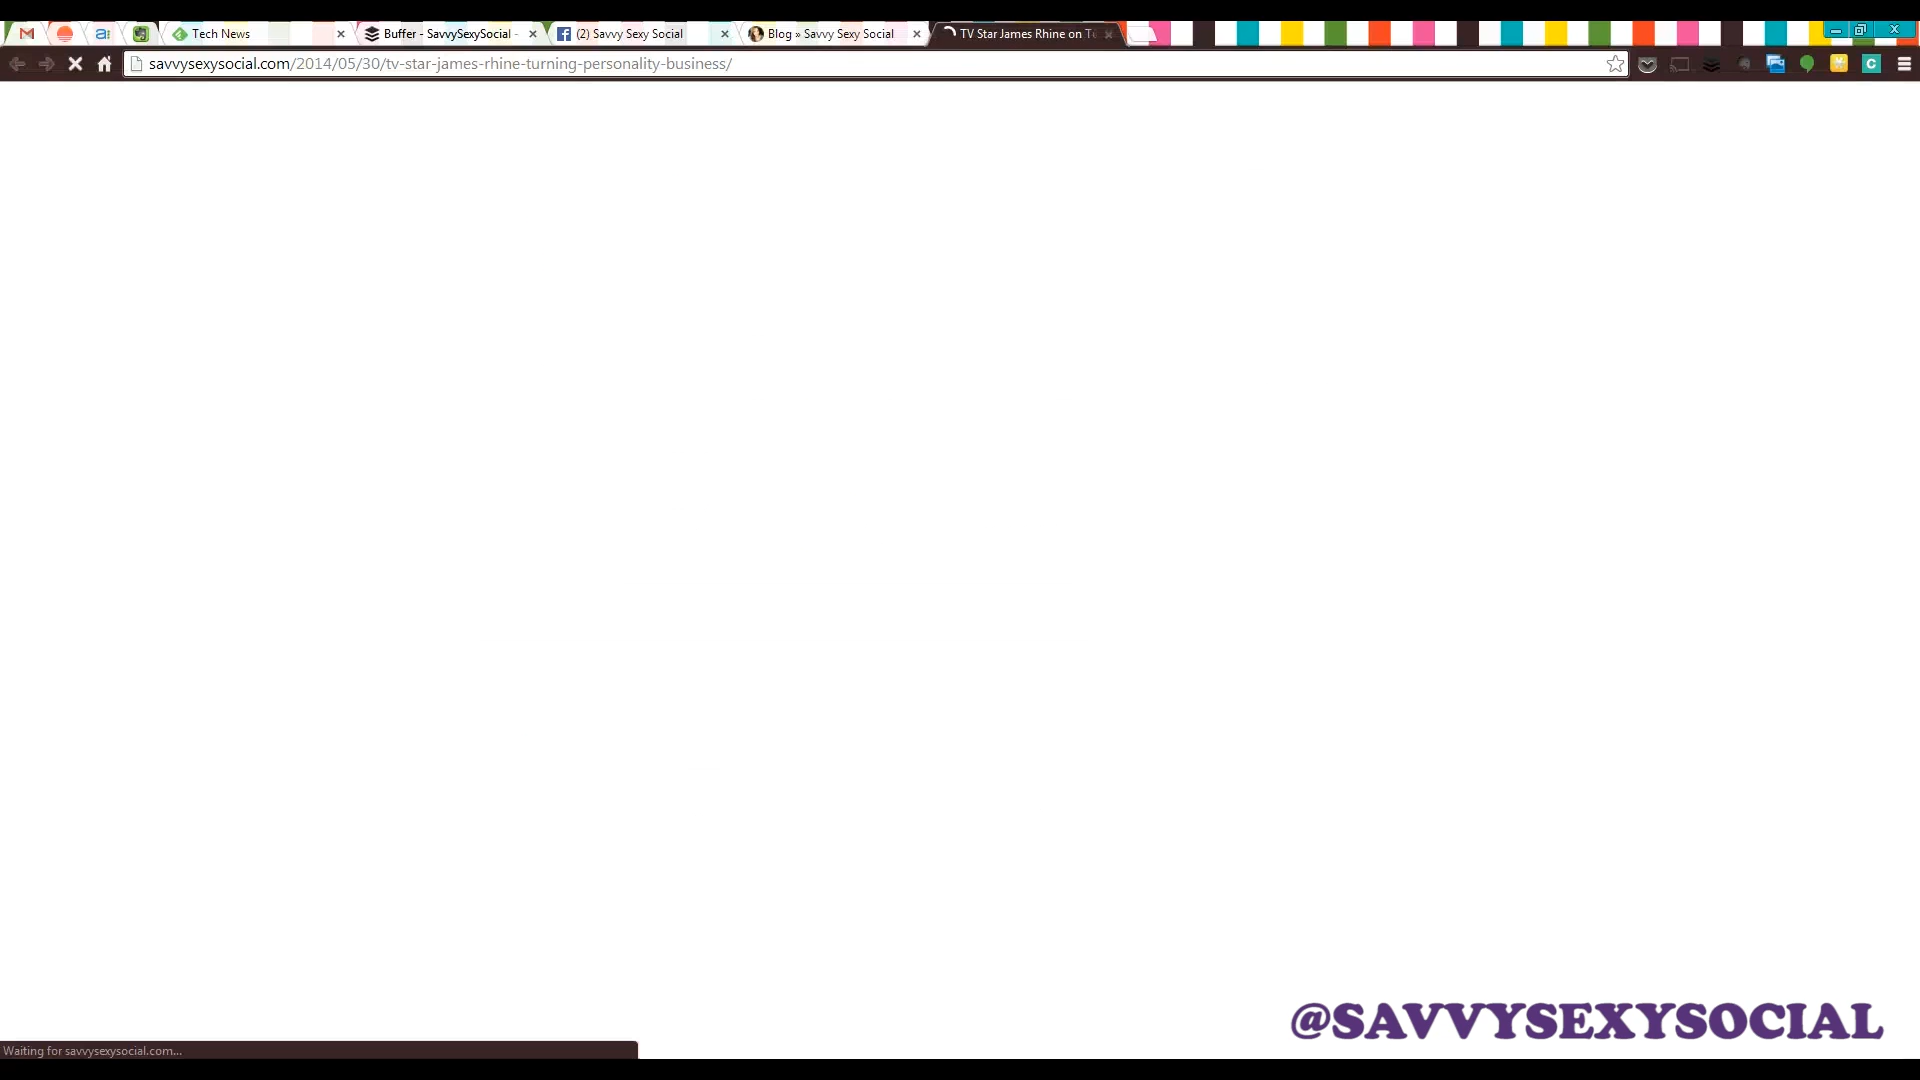 Tech News
Buffer - SavvySexySocial -
(2) Savvy Sexy Social
Blog » Savvy Sexy Social
TV Star James Rhine on Tu
savvysexysocial.com/2014/05/30/tv-star-james-rhine-turning-personality-business/
@SAVVYSEXYSOCIAL
Waiting for savvysexysocial.com...